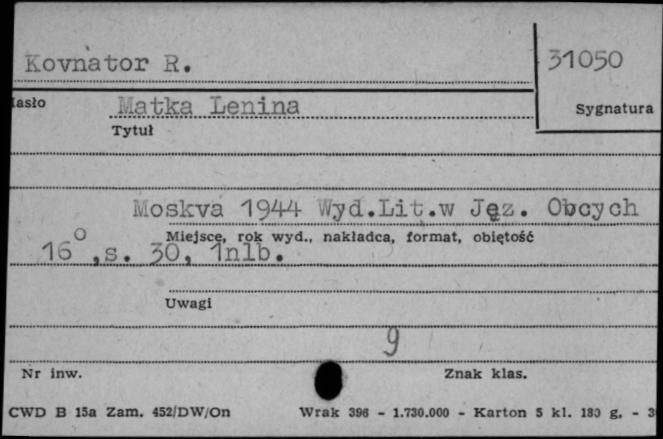 Kovnator R.
31050
asło
Matka Lenina
Sygnatura
Tytuł
Moskva 1944 Wyd.Lit.w Jęz. Obcych
Miejsce, rok wyd., nakładca, format, objętość
16°,s. 30, 1nlb.
Uwagi
9
Nr inw.
Znak klas.
CWD B 15a Zam. 452/DW/On
Wrak 396 - 1.730.000 - Karton 5 kl. 180 g. - 3